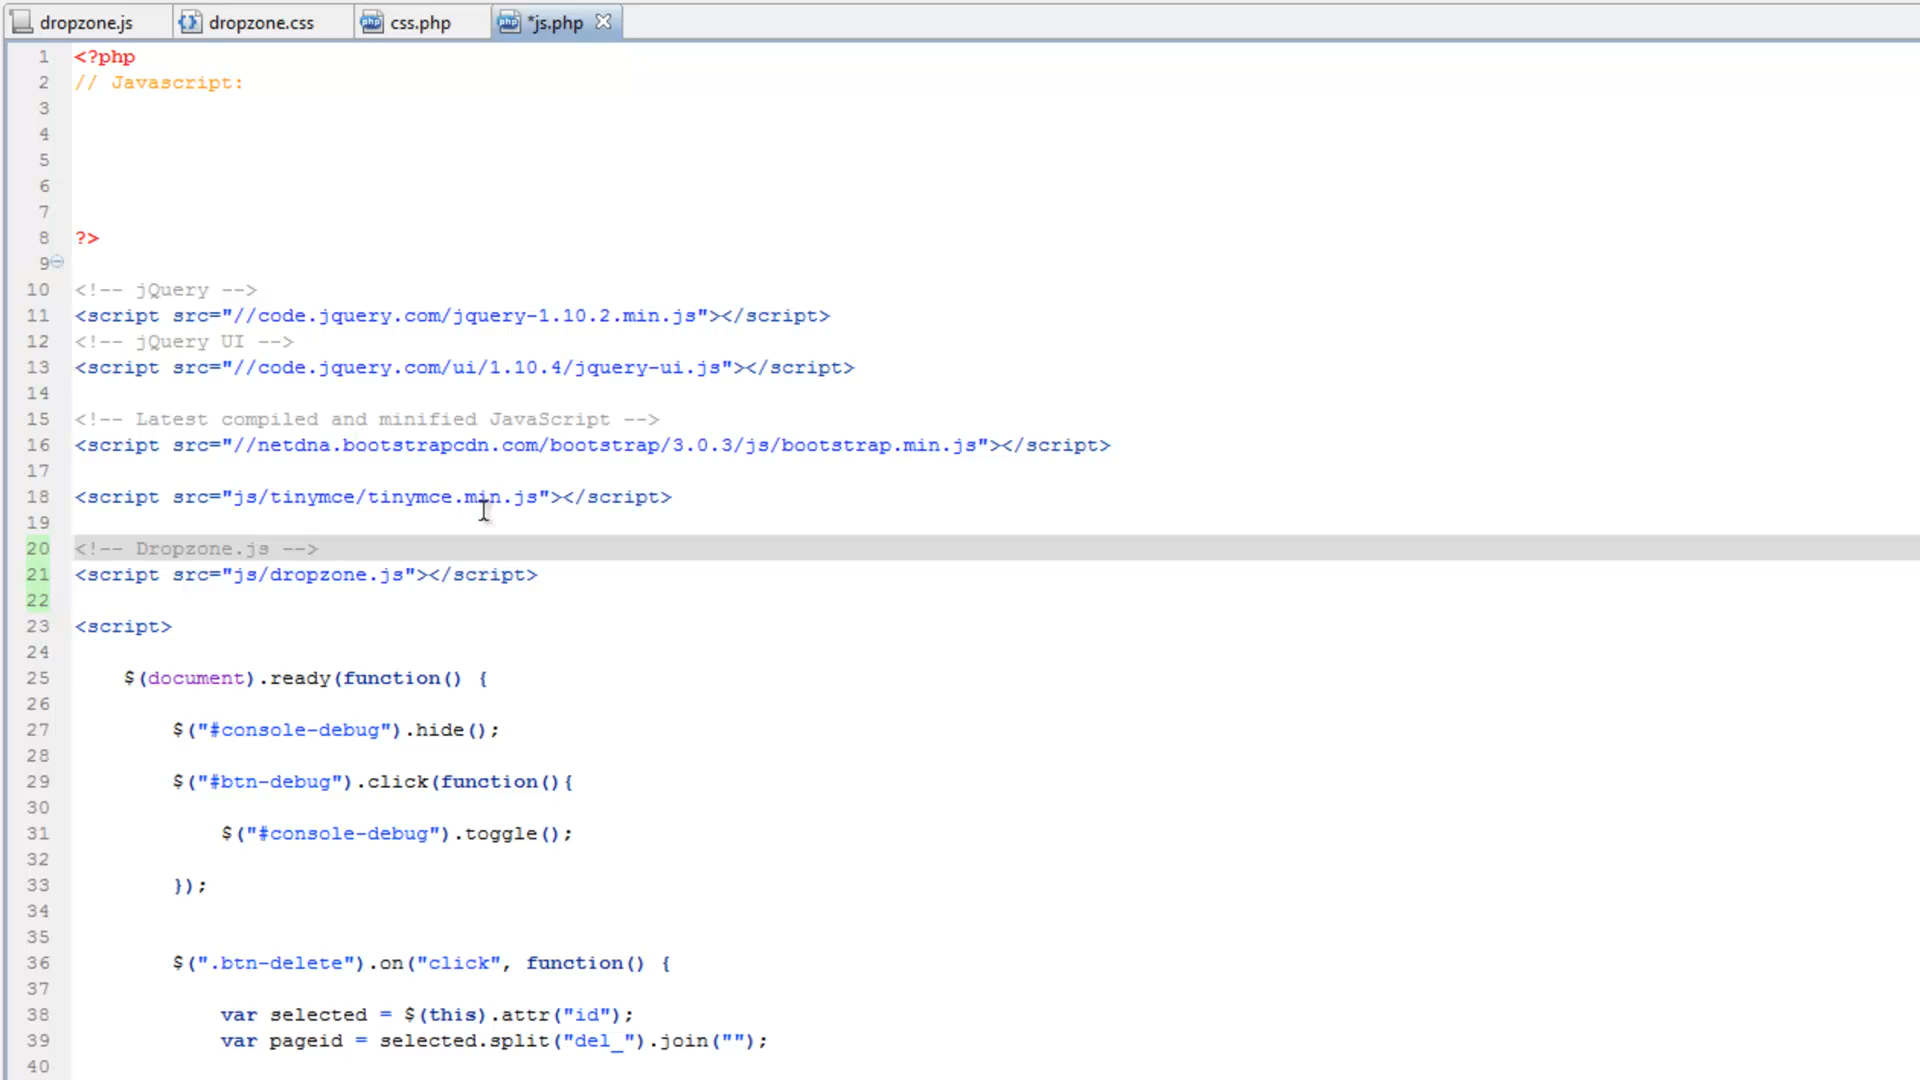 dropzone.js dropzone.css css.php *js.php
1 <?php
2 // Javascript:
3
4
5
6
7
8 ?>
9
10 <!-- jQuery -->
11 <script src="//code.jquery.com/jquery-1.10.2.min.js"></script>
12 <!-- jQuery UI -->
13 <script src="//code.jquery.com/ui/1.10.4/jquery-ui.js"></script>
14
15 <!-- Latest compiled and minified JavaScript -->
16 <script src="//netdna.bootstrapcdn.com/bootstrap/3.0.3/js/bootstrap.min.js"></script>
17
18 <script src="js/tinymce/tinymce.min.js"></script>
19
20 <!-- Dropzone.js -->
21 <script src="js/dropzone.js"></script>
22
23 <script>
24
25 $(document).ready(function() {
26
27 $("#console-debug").hide();
28
29 $("#btn-debug").click(function(){
30
31 $("#console-debug").toggle();
32
33 });
34
35
36 $(".btn-delete").on("click", function() {
37
38 var selected = $(this).attr("id");
39 var pageid = selected.split("del_").join("");
40